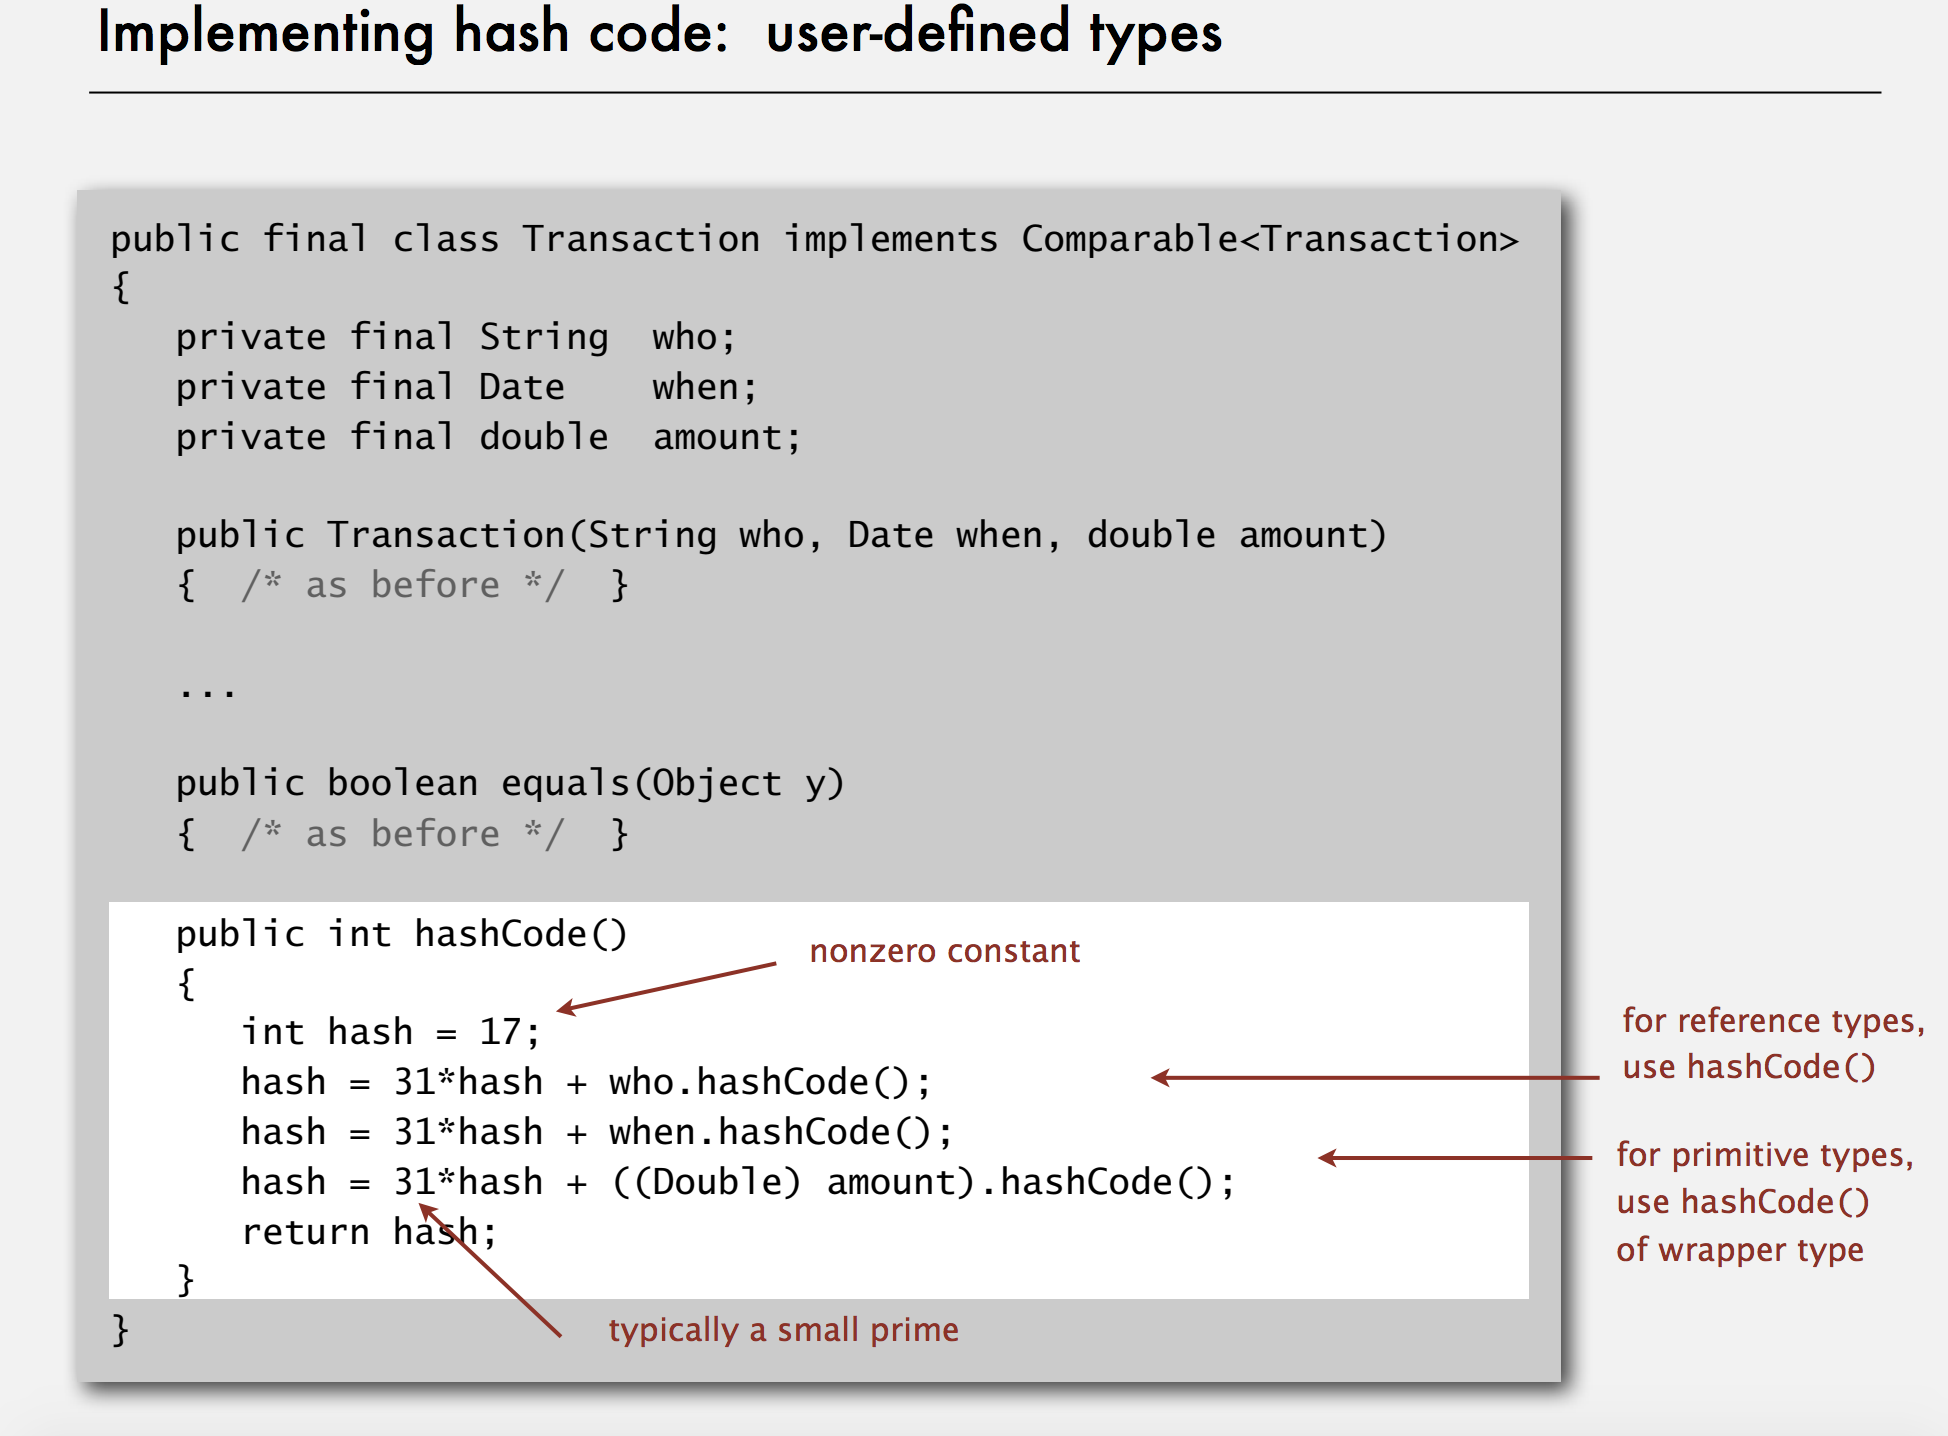 Implementing hash code:  user-defined types
public final class Transaction implements Comparable<Transaction>
{
   private final String  who;
   private final Date    when;
   private final double  amount;
   public Transaction(String who, Date when, double amount)
   {  /* as before */  }
   ...
   public boolean equals(Object y)
   {  /* as before */  }
   public int hashCode()
nonzero constant
   {
      int hash = 17;
      hash = 31*hash + who.hashCode();
      hash = 31*hash + when.hashCode();
      hash = 31*hash + ((Double) amount).hashCode();
      return hash;
   }
}
typically a small prime
for reference types,
use hashCode()
for primitive types,
use hashCode()
of wrapper type